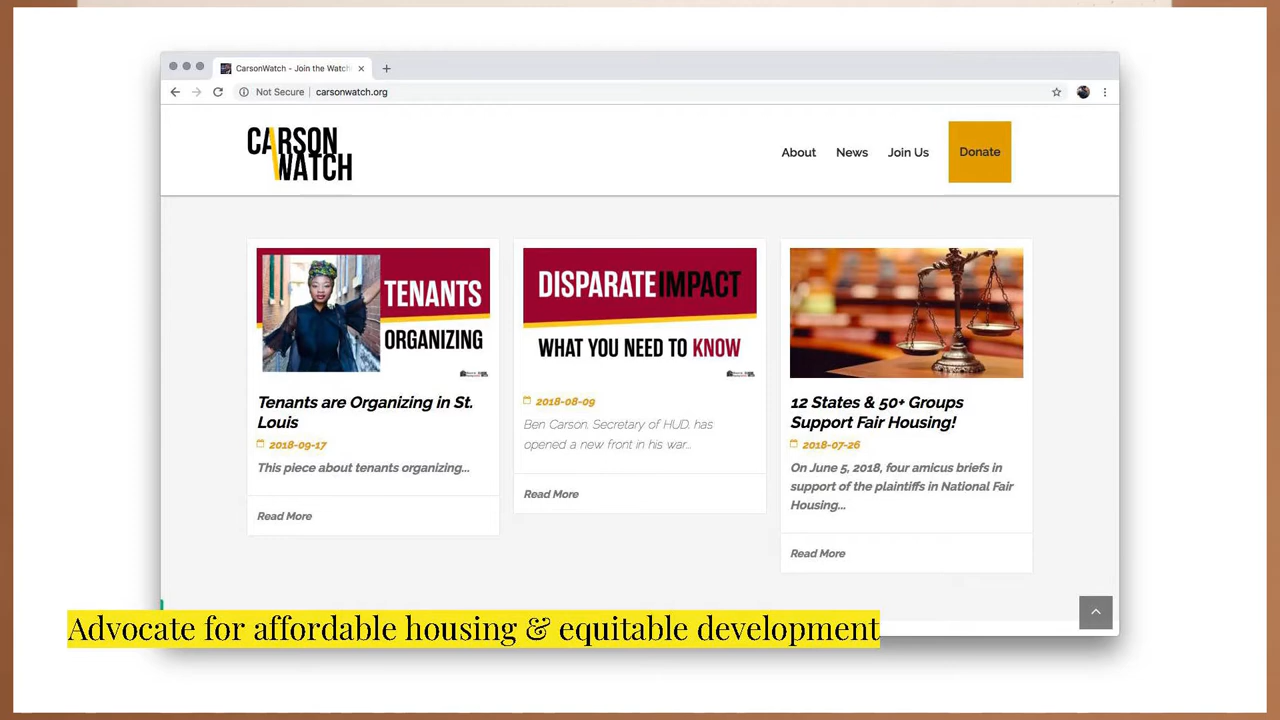 CarsonWatch - Join the Watch
Not Secure
carsonwatch.org
CARSON
WATCH
About
News
Join Us
Donate
TENANTS
ORGANIZING
Tenants are Organizing in St.
Louis
2018-09-17
This piece about tenants organizing...
Read More
DISPARATE IMPACT
WHAT YOU NEED TO KNOW
2018-08-09
Ben Carson, Secretary of HUD, has
opened a new front in his war...
Read More
12 States & 50+ Groups
Support Fair Housing!
2018-07-26
On June 5, 2018, four amicus briefs in
support of the plaintiffs in National Fair
Housing...
Read More
Advocate for affordable housing & equitable development